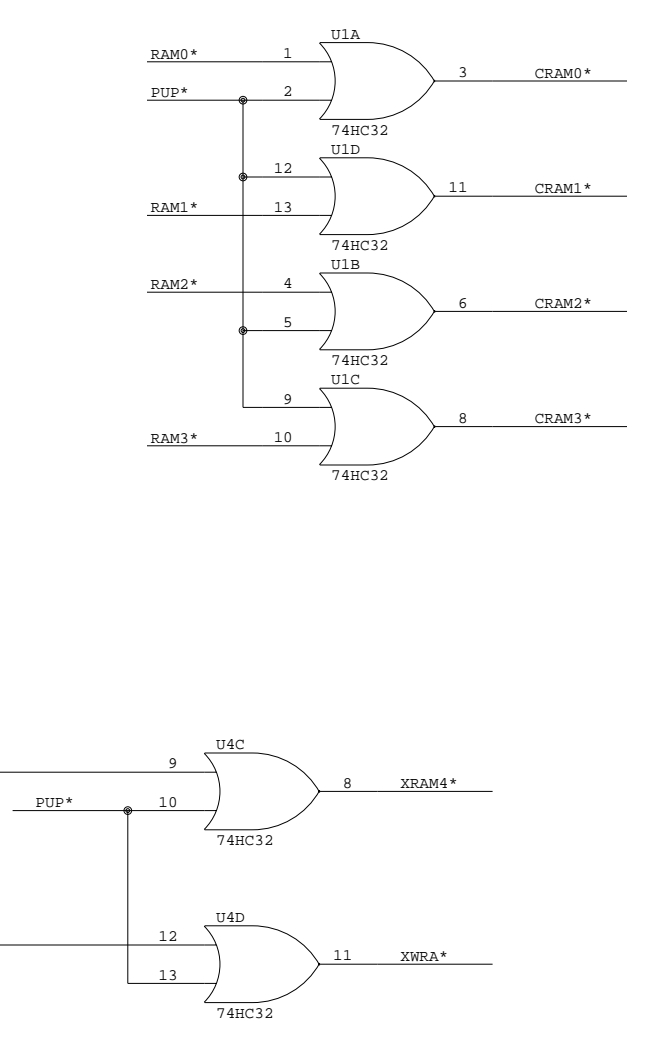 U1A
RAM0* 1
3 CRAM0*
PUP* 2
74HC32
U1D
12
11 CRAM1*
RAM1* 13
74HC32
U1B
RAM2* 4
6 CRAM2*
5
74HC32
U1C
9
8 CRAM3*
RAM3* 10
74HC32
U4C
9
8 XRAM4*
PUP* 10
74HC32
U4D
12
11 XWRA*
13
74HC32